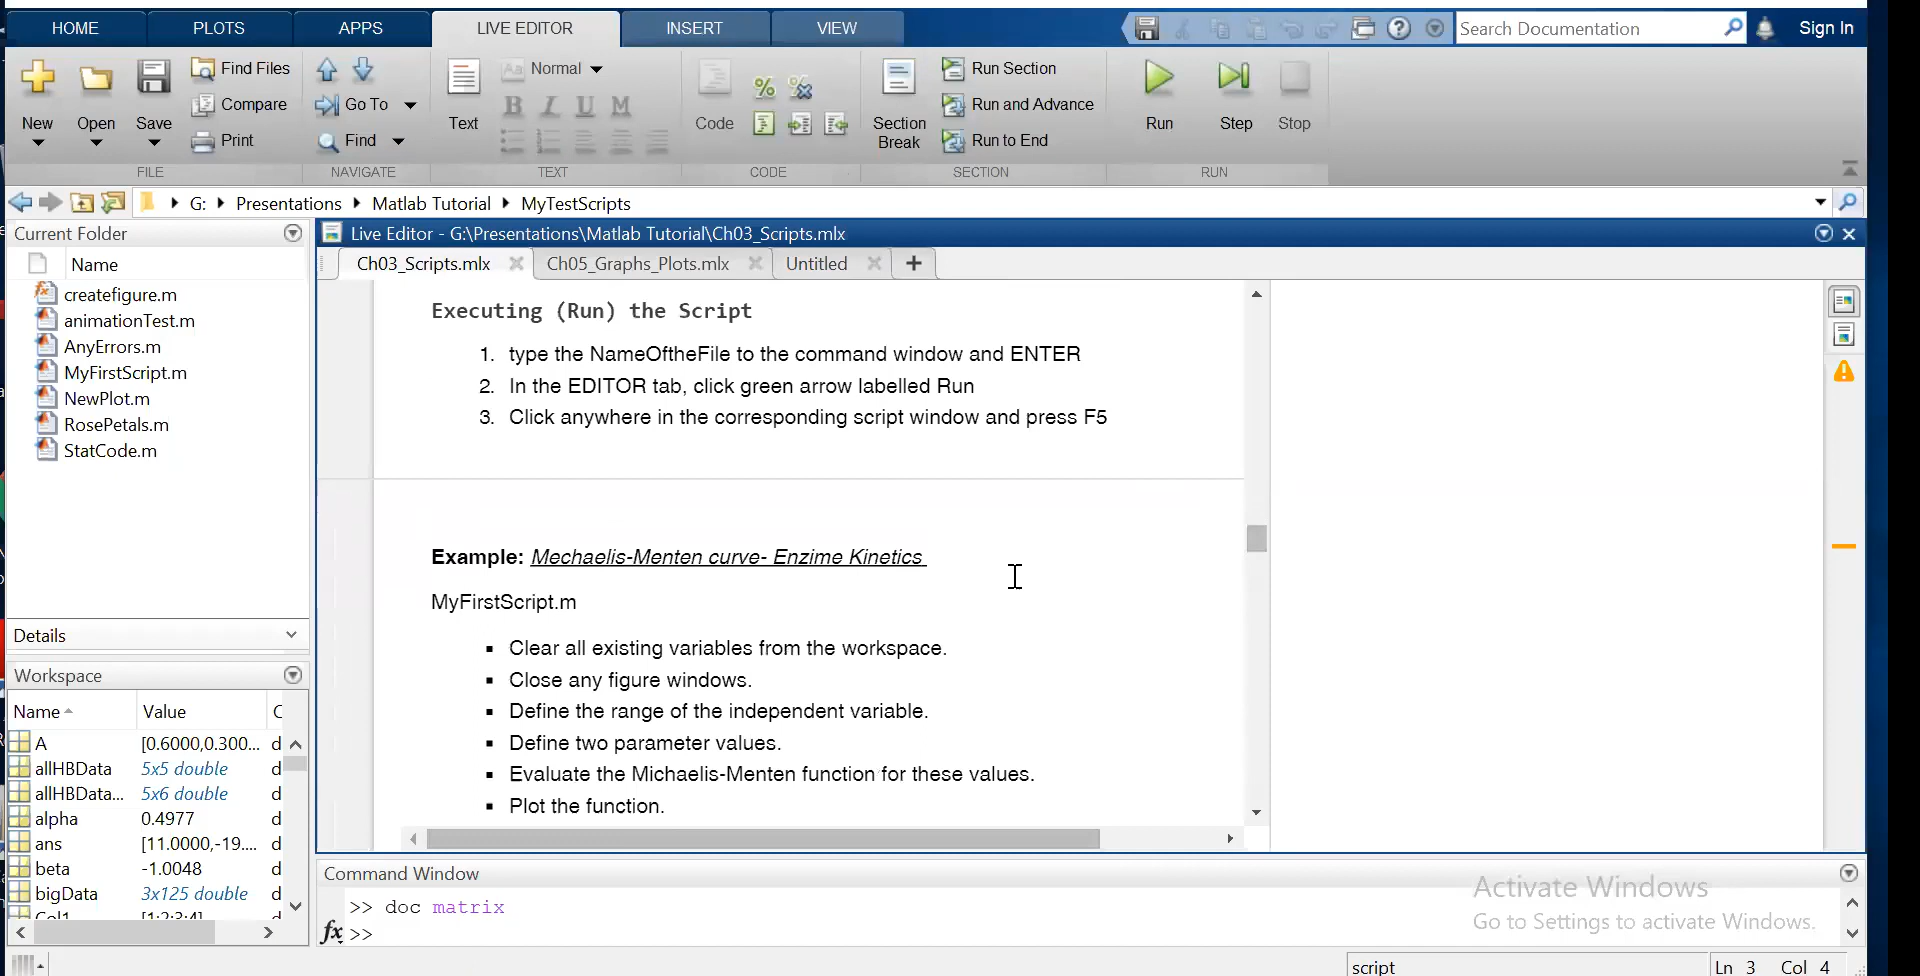 HOME PLOTS APPS LIVE EDITOR INSERT VIEW Search Documentation Sign In
Find Files Normal Run Section
Compare Go To B I U M Run and Advance
New Open Save Text Code Section Break Run Step Stop
Print Find Run to End
FILE NAVIGATE TEXT CODE SECTION RUN
G: Presentations Matlab Tutorial MyTestScripts
Current Folder
Name
createfigure.m
animationTest.m
AnyErrors.m
MyFirstScript.m
NewPlot.m
RosePetals.m
StatCode.m
Details
Workspace
Name Value C
A [0.6000,0.300... d
allHBData 5x5 double d
allHBData... 5x6 double d
alpha 0.4977 d
ans [11.0000,-19.... d
beta -1.0048 d
bigData 3x125 double d
Col1 [1;2;3;4]
Live Editor - G:\Presentations\Matlab Tutorial\Ch03_Scripts.mlx
Ch03_Scripts.mlx Ch05_Graphs_Plots.mlx Untitled
Executing (Run) the Script
1. type the NameOftheFile to the command window and ENTER
2. In the EDITOR tab, click green arrow labelled Run
3. Click anywhere in the corresponding script window and press F5
Example: Mechaelis-Menten curve- Enzime Kinetics
MyFirstScript.m
▪ Clear all existing variables from the workspace.
▪ Close any figure windows.
▪ Define the range of the independent variable.
▪ Define two parameter values.
▪ Evaluate the Michaelis-Menten function for these values.
▪ Plot the function.
Command Window
>> doc matrix
fx >>
Activate Windows
Go to Settings to activate Windows.
script Ln 3 Col 4